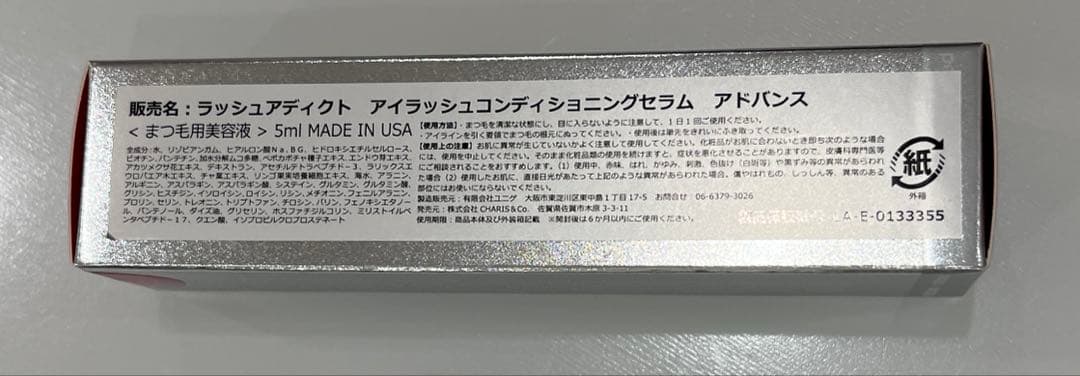 販売名：ラッシュアディクト　アイラッシュコンディショニングセラム　アドバンス
＜まつ毛用美容液＞5ml MADE IN USA
全成分：水、リゾビアンガム、ヒアルロン酸Na、BG、ヒドロキシエチルセルロース、
ビオチン、パンテチン、加水分解ムコ多糖、ペポカボチャ種子エキス、エンドウ芽エキス、
アカツメクサ花エキス、デキストラン、アセチルテトラペプチド-3、ラリックスエ
ウロパエア木エキス、チャ葉エキス、リンゴ果実培養細胞エキス、海水、アラニン、
アルギニン、アスパラギン、アスパラギン酸、システイン、グルタミン、グルタミン酸、
グリシン、ヒスチジン、イソロイシン、ロイシン、リシン、メチオニン、フェニルアラニン、
プロリン、セリン、トレオニン、トリプトファン、チロシン、バリン、フェノキシエタノー
ル、パンテノール、ダイズ油、グリセリン、ホスファチジルコリン、ミリストイルペ
ンタペプチド-17、クエン酸、イソプロピルクロプロステネート
【使用方法】・まつ毛を清潔な状態にし、目に入らないように注意して、1日1回ご使用ください。
・アイラインを引く要領でまつ毛の根元にぬってください。・使用後は筆先をきれいにふき取ってください。
【使用上の注意】お肌に異常が生じていないかよく注意して使用してください。化粧品がお肌に合わないとき即ち次のような場合
には、使用を中止してください。そのまま化粧品類の使用を続けますと、症状を悪化させることがありますので、皮膚科専門医等
にご相談されることをおすすめします。(1) 使用中、赤味、はれ、かゆみ、刺激、色抜け（白斑等）や黒ずみ等の異常があらわれ
た場合 (2) 使用したお肌に、直接日光があたって上記のような異常があらわれた場合。傷やはれもの、しっしん等、異常のある
部位にはお使いにならないでください。
製造販売元：有限会社ユニゲ　大阪市東淀川区東中島1丁目17-5　お問合せ　06-6379-3026
発売元：株式会社 CHARIS&Co.　佐賀県佐賀市木原 3-3-11
限：商品本体及び外装箱記載　※開封後は6か月以内にご使用ください。
紙
外箱
LA-E-0133355